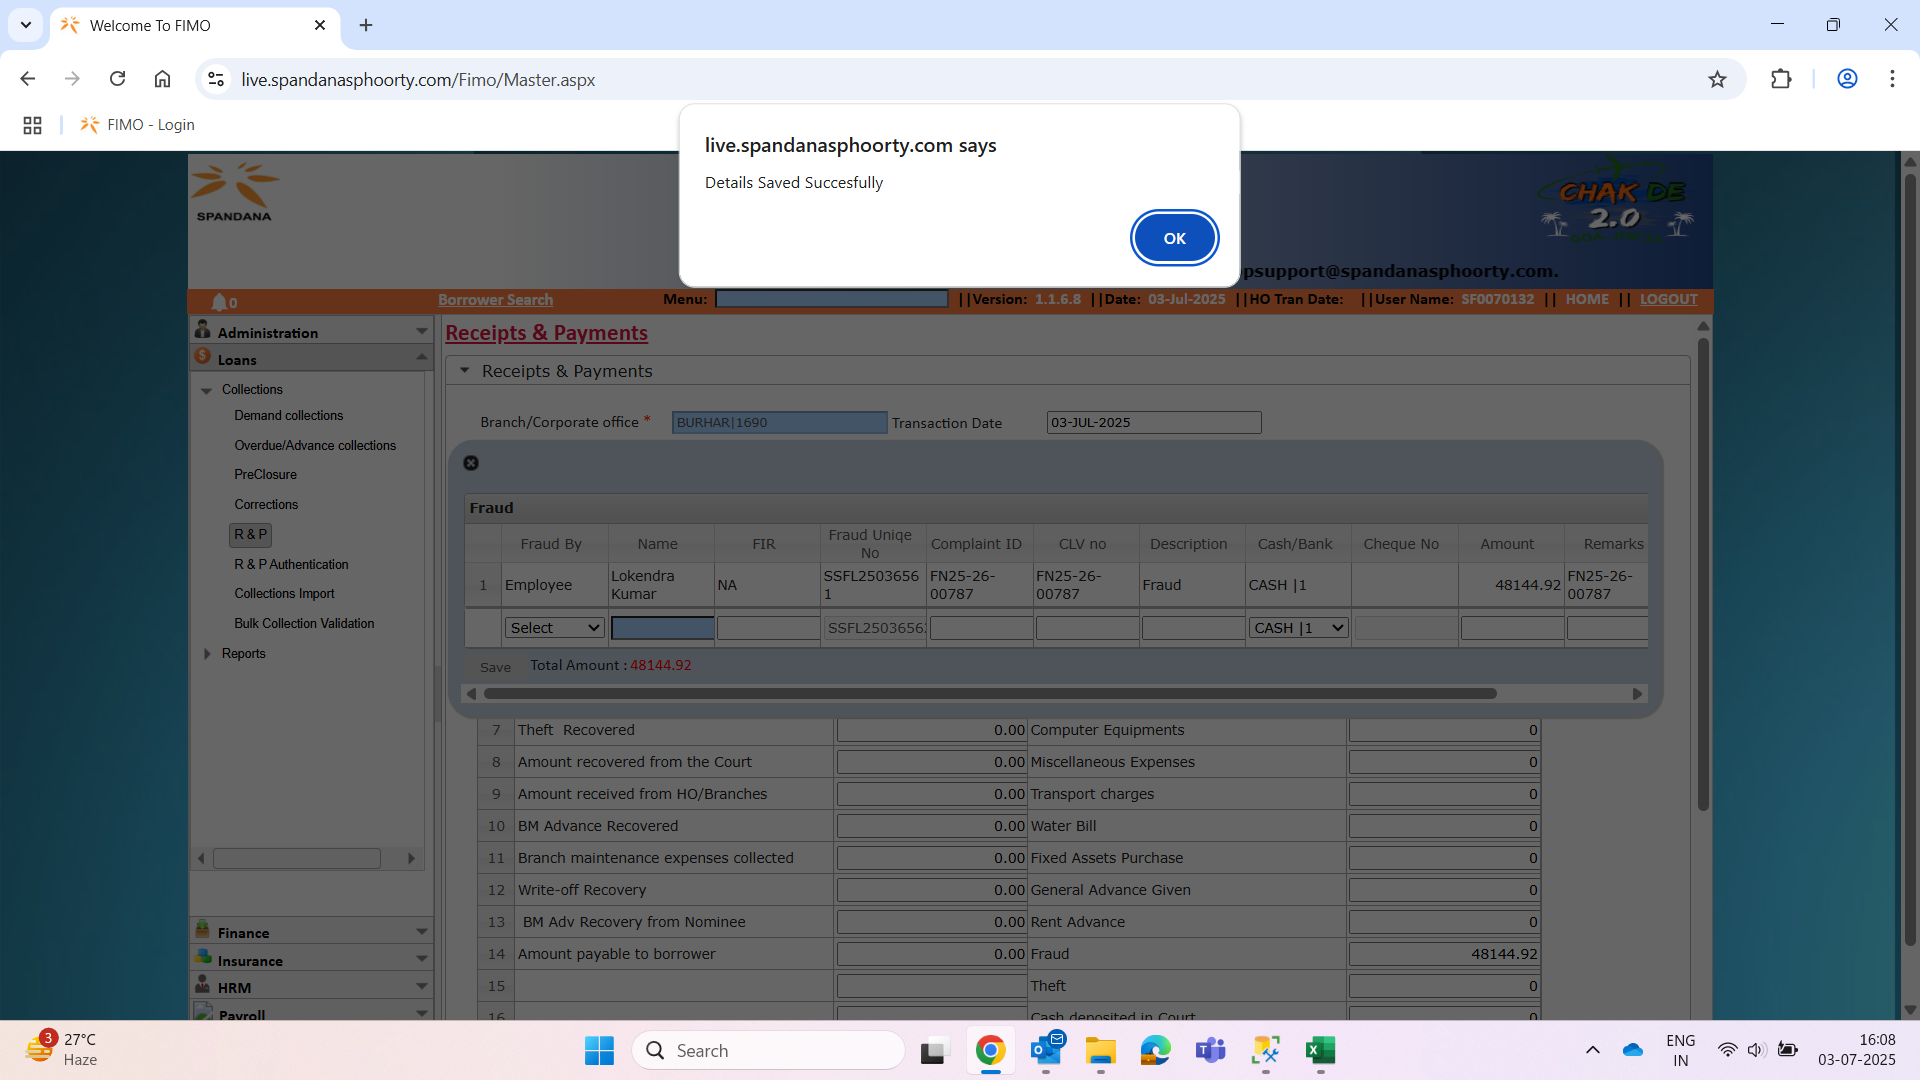 Welcome To FIMO
live.spandanasphoorty.com/Fimo/Master.aspx
FIMO - Login
live.spandanasphoorty.com says
Details Saved Succesfully
OK
SPANDANA
CHAK DE
2.0
psupport@spandanasphoorty.com.
0 Borrower Search Menu: ||Version: 1.1.6.8 ||Date: 03-Jul-2025 ||HO Tran Date: ||User Name: SF0070132 || HOME || LOGOUT
Administration
Loans
Collections
Demand collections
Overdue/Advance collections
PreClosure
Corrections
R & P
R & P Authentication
Collections Import
Bulk Collection Validation
Reports
Finance
Insurance
HRM
Payroll
Receipts & Payments
Receipts & Payments
Branch/Corporate office * BURHAR|1690 Transaction Date 03-JUL-2025
Fraud
Fraud By Name FIR Fraud Uniqe No Complaint ID CLV no Description Cash/Bank Cheque No Amount Remarks
1 Employee Lokendra Kumar NA SSFL25036561 FN25-26-00787 FN25-26-00787 Fraud CASH |1 48144.92 FN25-26-00787
Select SSFL25036562 CASH |1
Save Total Amount : 48144.92
7 Theft Recovered 0.00 Computer Equipments 0
8 Amount recovered from the Court 0.00 Miscellaneous Expenses 0
9 Amount received from HO/Branches 0.00 Transport charges 0
10 BM Advance Recovered 0.00 Water Bill 0
11 Branch maintenance expenses collected 0.00 Fixed Assets Purchase 0
12 Write-off Recovery 0.00 General Advance Given 0
13 BM Adv Recovery from Nominee 0.00 Rent Advance 0
14 Amount payable to borrower 0.00 Fraud 48144.92
15 Theft 0
16 Cash deposited in Court 0
3 27°C
Haze
Search
ENG
IN
16:08
03-07-2025